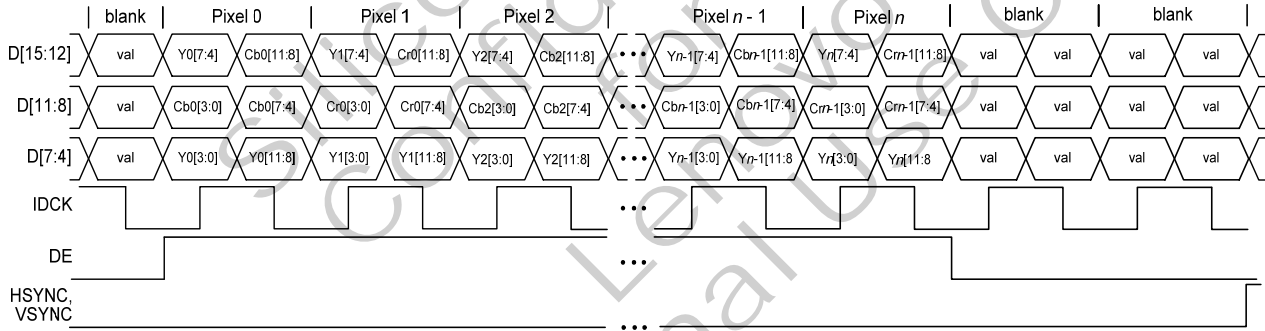 | blank | Pixel 0 | Pixel 1 | Pixel 2 | Pixel n - 1 | Pixel n | blank | blank |
D[15:12] val Y0[7:4] Cb0[11:8] Y1[7:4] Cr0[11:8] Y2[7:4] Cb2[11:8] ••• Yn-1[7:4] Cbn-1[11:8] Yn[7:4] Crn-1[11:8] val val val val
D[11:8] val Cb0[3:0] Cb0[7:4] Cr0[3:0] Cr0[7:4] Cb2[3:0] Cb2[7:4] ••• Cbn-1[3:0] Cbn-1[7:4] Crn-1[3:0] Crn-1[7:4] val val val val
D[7:4] val Y0[3:0] Y0[11:8] Y1[3:0] Y1[11:8] Y2[3:0] Y2[11:8] ••• Yn-1[3:0] Yn-1[11:8 Yn[3:0] Yn[11:8 val val val val
IDCK •••
DE •••
HSYNC,
VSYNC •••
Silico
Confid
for
Lenovo
nal Use O